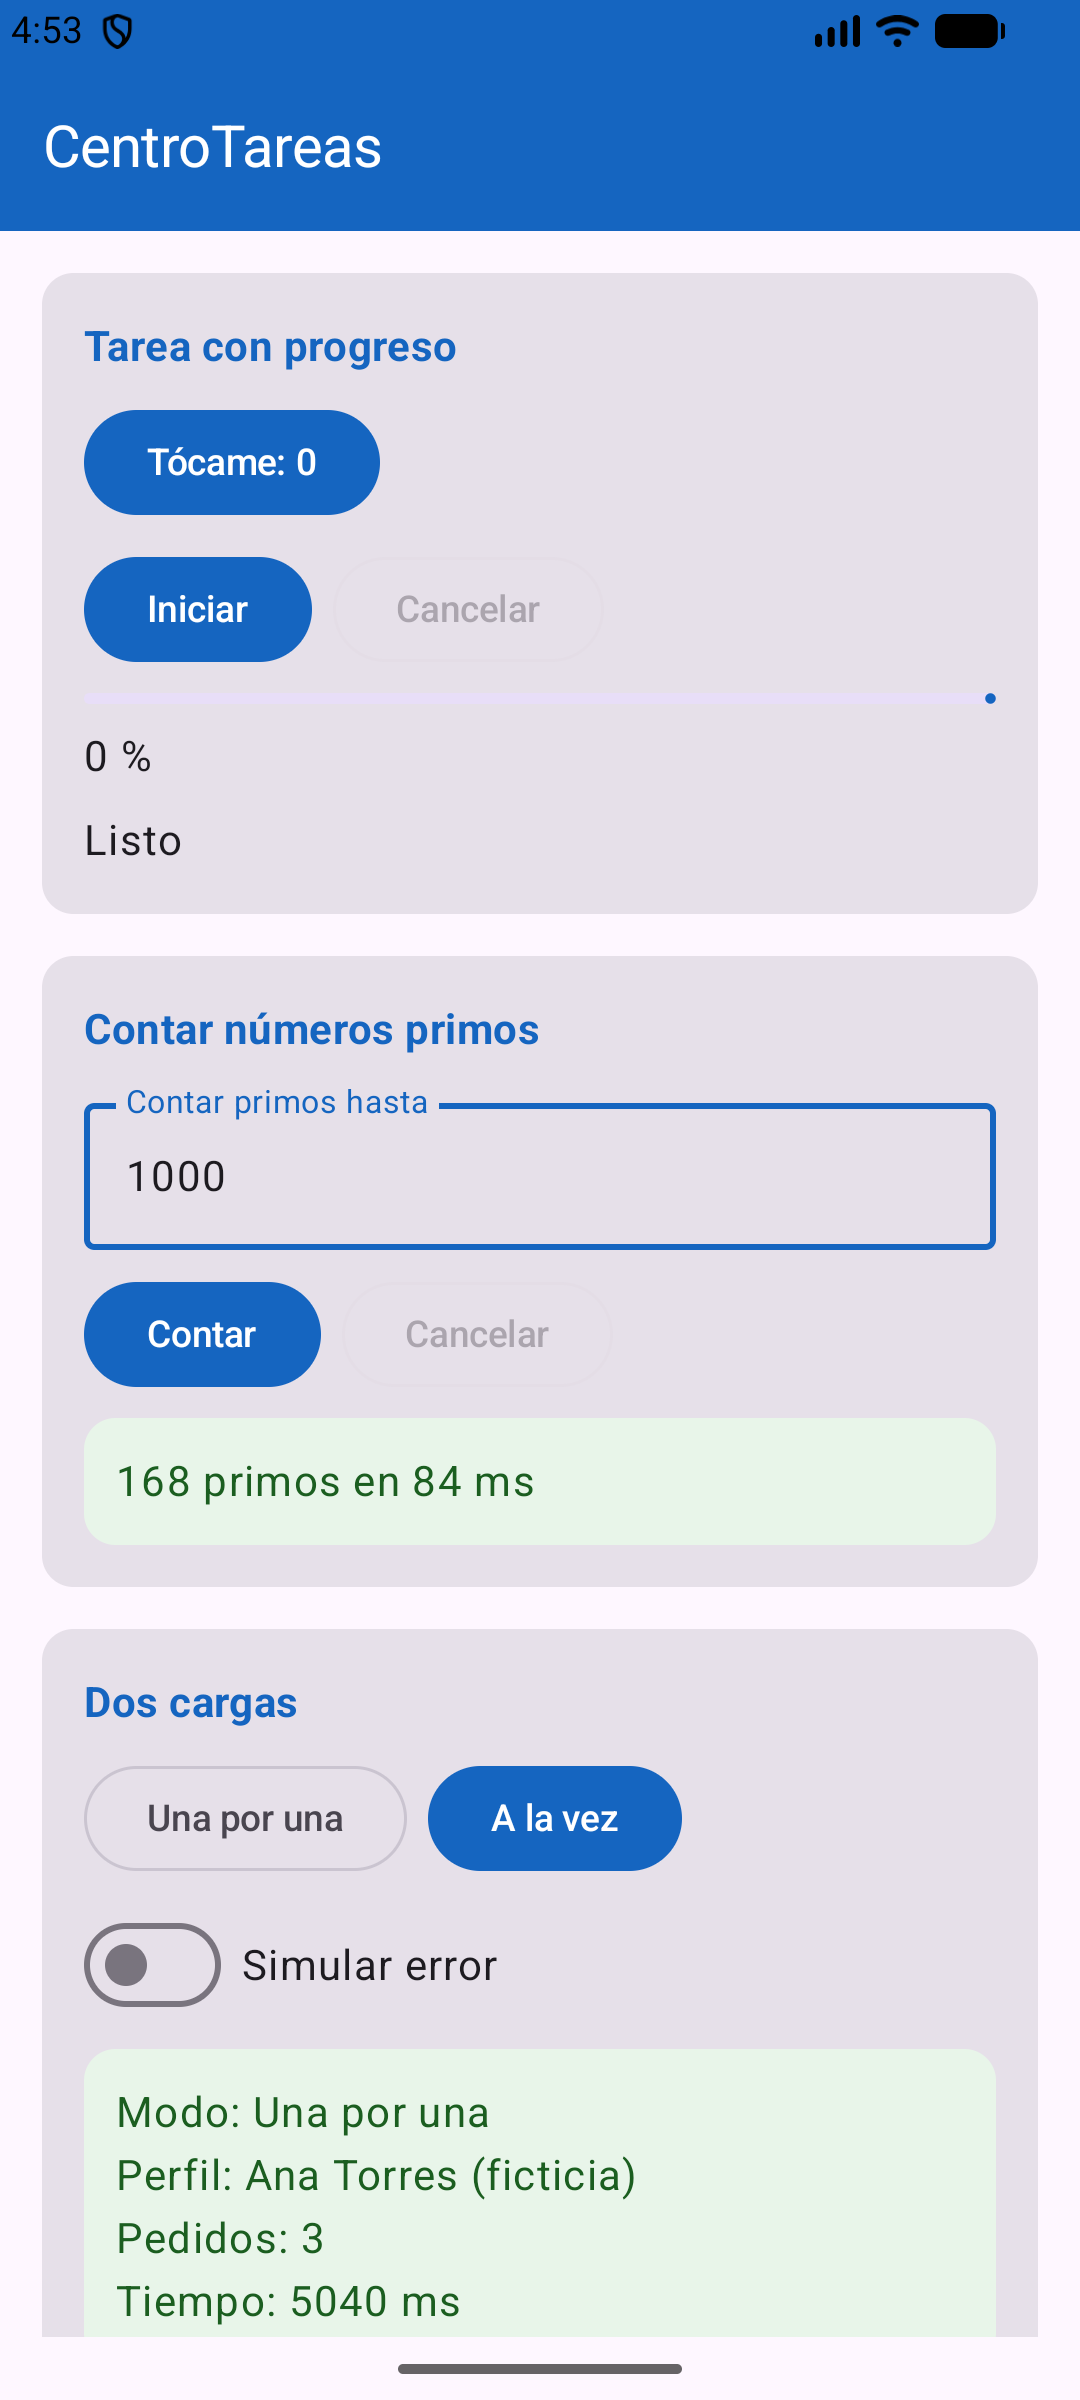 4:53
CentroTareas
Tarea con progreso
Tócame: 0
Iniciar Cancelar
0 %
Listo
Contar números primos
Contar primos hasta
1000
Contar Cancelar
168 primos en 84 ms
Dos cargas
Una por una A la vez
Simular error
Modo: Una por una
Perfil: Ana Torres (ficticia)
Pedidos: 3
Tiempo: 5040 ms